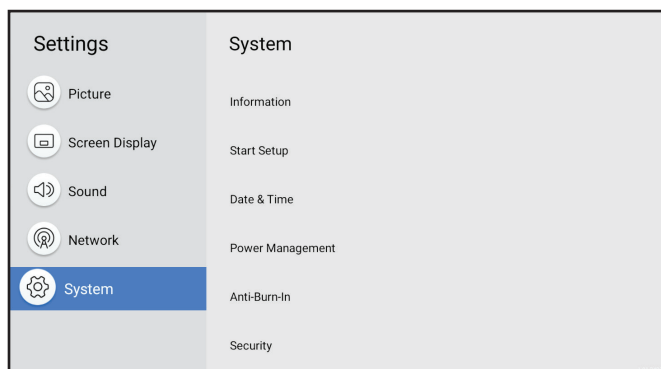 Settings
Picture
Screen Display
Sound
Network
System
System
Information
Start Setup
Date & Time
Power Management
Anti-Burn-In
Security